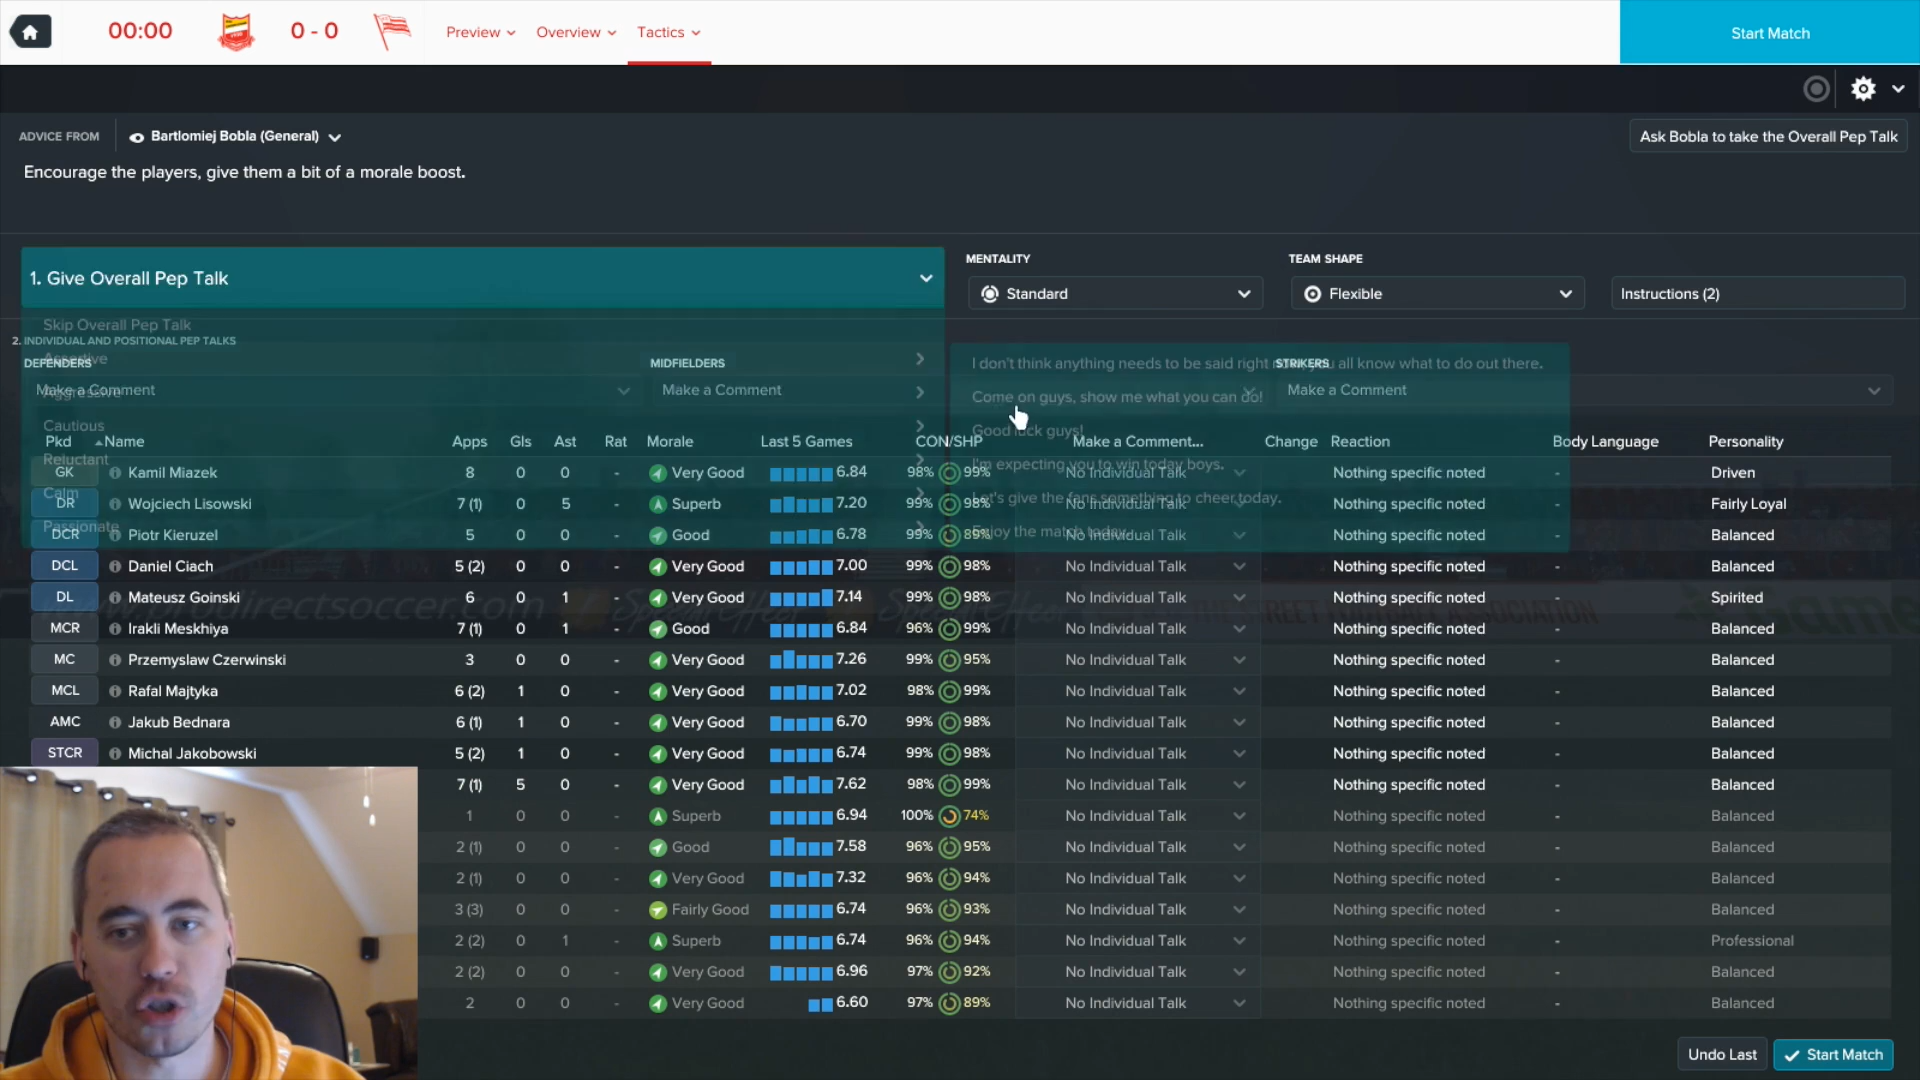 00:00
0 - 0
Preview
Overview
Tactics
Start Match
ADVICE FROM
Bartlomiej Bobla (General)
Ask Bobla to take the Overall Pep Talk
Encourage the players, give them a bit of a morale boost.
1. Give Overall Pep Talk
MENTALITY
Standard
TEAM SHAPE
Flexible
Instructions (2)
Skip Overall Pep Talk
Assertive
Aggressive
Cautious
Reluctant
Calm
Passionate
I don't think anything needs to be said right now, you all know what to do out there.
Come on guys, show me what you can do!
Good luck guys!
I'm expecting you to win today boys.
Let's give the fans something to cheer today.
Enjoy the match today.
2. INDIVIDUAL AND POSITIONAL PEP TALKS
DEFENDERS
Make a Comment
MIDFIELDERS
Make a Comment
STRIKERS
Make a Comment
Pkd Name Apps Gls Ast Rat Morale Last 5 Games CON/SHP Make a Comment... Change Reaction Body Language Personality
GK Kamil Miazek 8 0 0 - Very Good 6.84 98% 99% No Individual Talk Nothing specific noted - Driven
DR Wojciech Lisowski 7 (1) 0 5 - Superb 7.20 99% 98% No Individual Talk Nothing specific noted - Fairly Loyal
DCR Piotr Kieruzel 5 0 0 - Good 6.78 99% 89% No Individual Talk Nothing specific noted - Balanced
DCL Daniel Ciach 5 (2) 0 0 - Very Good 7.00 99% 98% No Individual Talk Nothing specific noted - Balanced
DL Mateusz Goinski 6 0 1 - Very Good 7.14 99% 98% No Individual Talk Nothing specific noted - Spirited
MCR Irakli Meskhiya 7 (1) 0 1 - Good 6.84 96% 99% No Individual Talk Nothing specific noted - Balanced
MC Przemyslaw Czerwinski 3 0 0 - Very Good 7.26 99% 95% No Individual Talk Nothing specific noted - Balanced
MCL Rafal Majtyka 6 (2) 1 0 - Very Good 7.02 98% 99% No Individual Talk Nothing specific noted - Balanced
AMC Jakub Bednara 6 (1) 1 0 - Very Good 6.70 99% 98% No Individual Talk Nothing specific noted - Balanced
STCR Michal Jakobowski 5 (2) 1 0 - Very Good 6.74 99% 98% No Individual Talk Nothing specific noted - Balanced
7 (1) 5 0 - Very Good 7.62 98% 99% No Individual Talk Nothing specific noted - Balanced
1 0 0 - Superb 6.94 100% 74% No Individual Talk Nothing specific noted - Balanced
2 (1) 0 0 - Good 7.58 96% 95% No Individual Talk Nothing specific noted - Balanced
2 (1) 0 0 - Very Good 7.32 96% 94% No Individual Talk Nothing specific noted - Balanced
3 (3) 0 0 - Fairly Good 6.74 96% 93% No Individual Talk Nothing specific noted - Balanced
2 (2) 0 1 - Superb 6.74 96% 94% No Individual Talk Nothing specific noted - Professional
2 (2) 0 0 - Very Good 6.96 97% 92% No Individual Talk Nothing specific noted - Balanced
2 0 0 - Very Good 6.60 97% 89% No Individual Talk Nothing specific noted - Balanced
Undo Last
Start Match